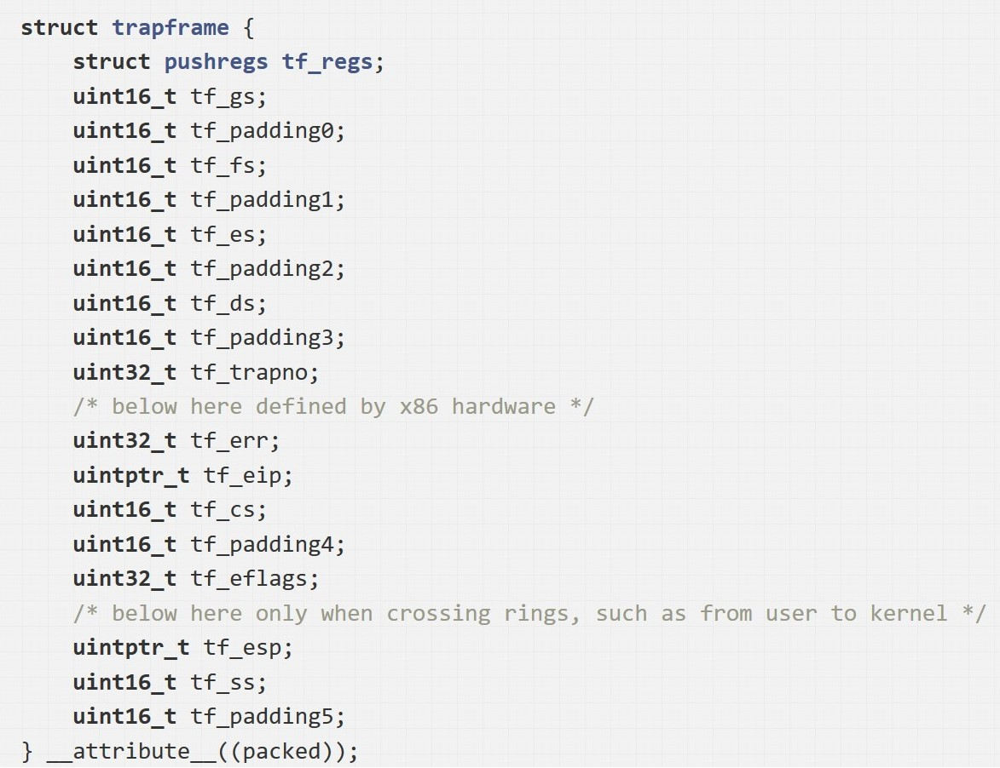 struct trapframe {
    struct pushregs tf_regs;
    uint16_t tf_gs;
    uint16_t tf_padding0;
    uint16_t tf_fs;
    uint16_t tf_padding1;
    uint16_t tf_es;
    uint16_t tf_padding2;
    uint16_t tf_ds;
    uint16_t tf_padding3;
    uint32_t tf_trapno;
    /* below here defined by x86 hardware */
    uint32_t tf_err;
    uintptr_t tf_eip;
    uint16_t tf_cs;
    uint16_t tf_padding4;
    uint32_t tf_eflags;
    /* below here only when crossing rings, such as from user to kernel */
    uintptr_t tf_esp;
    uint16_t tf_ss;
    uint16_t tf_padding5;
} __attribute__((packed));